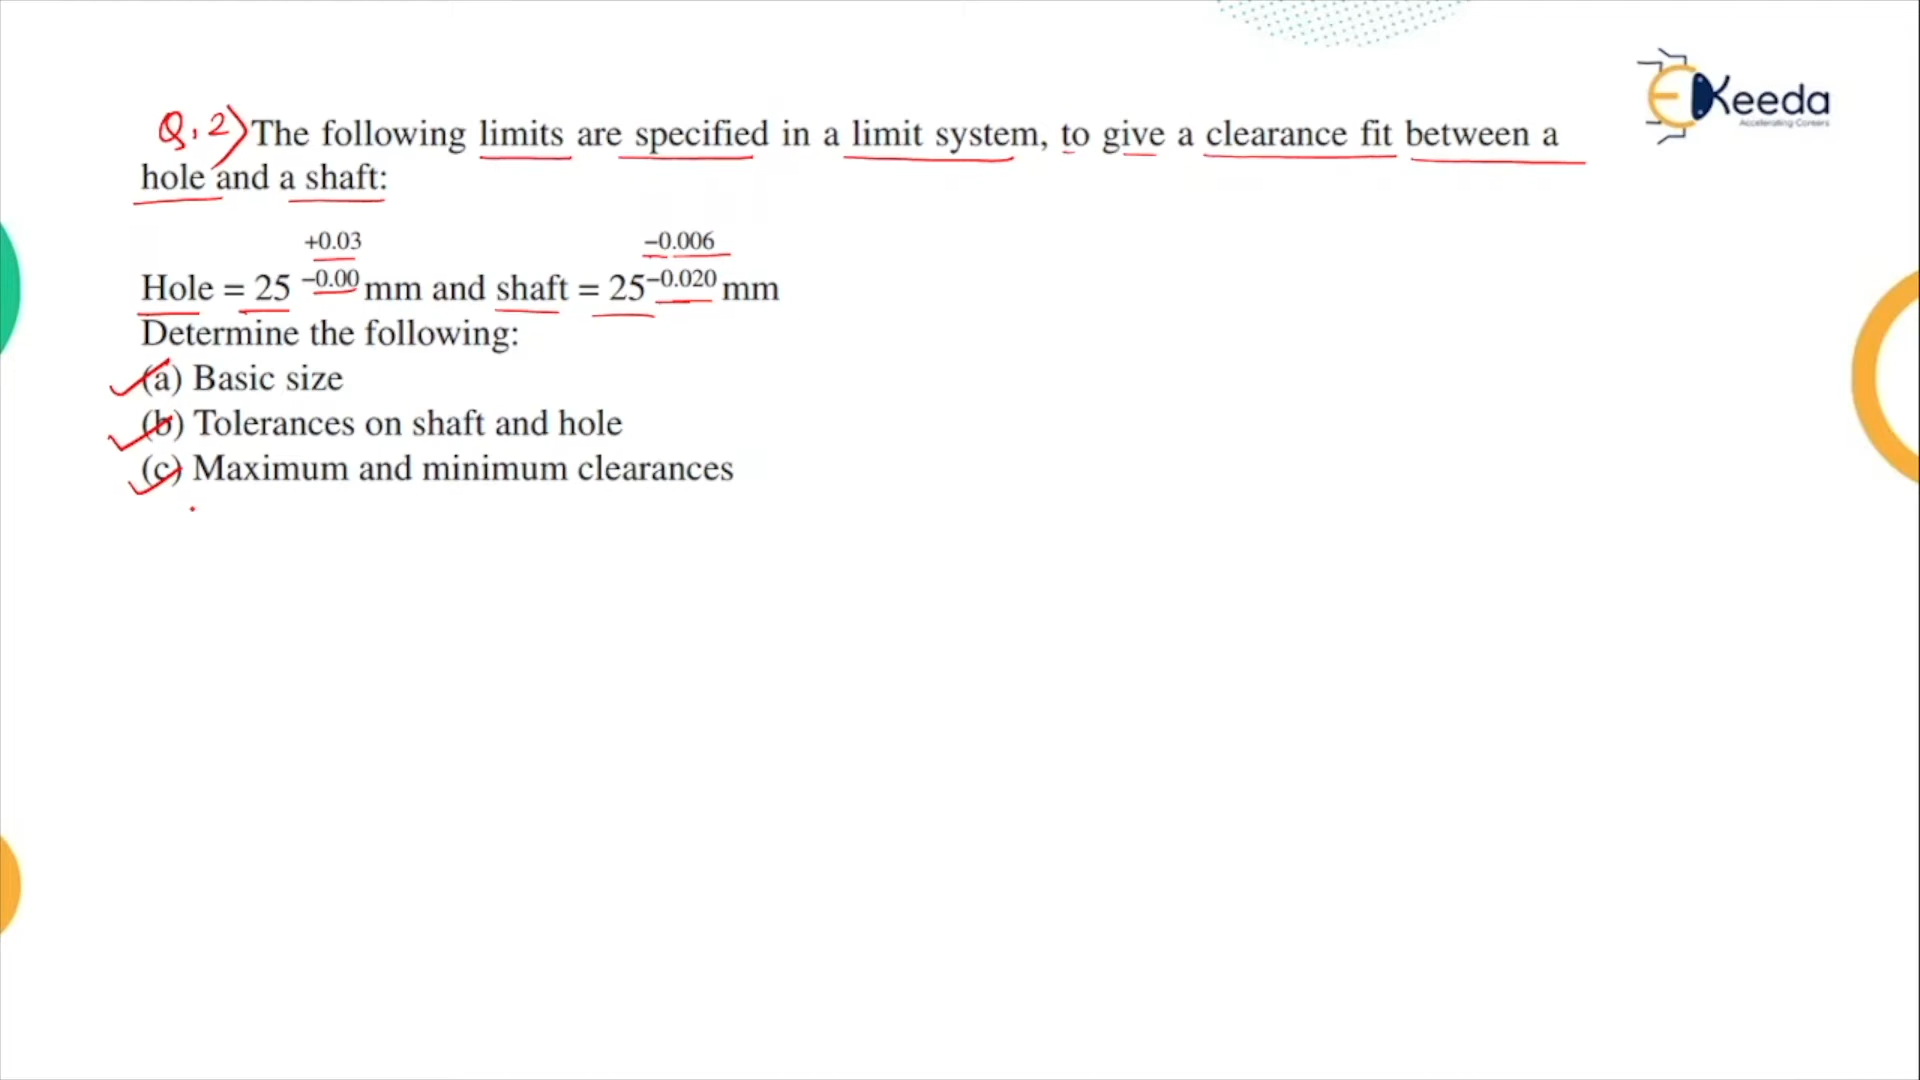 Keeda
Accelerating Careers
Q.2) The following limits are specified in a limit system, to give a clearance fit between a
hole and a shaft:
+0.03 −0.006
Hole = 25 −0.00 mm and shaft = 25−0.020 mm
Determine the following:
(a) Basic size
(b) Tolerances on shaft and hole
(c) Maximum and minimum clearances